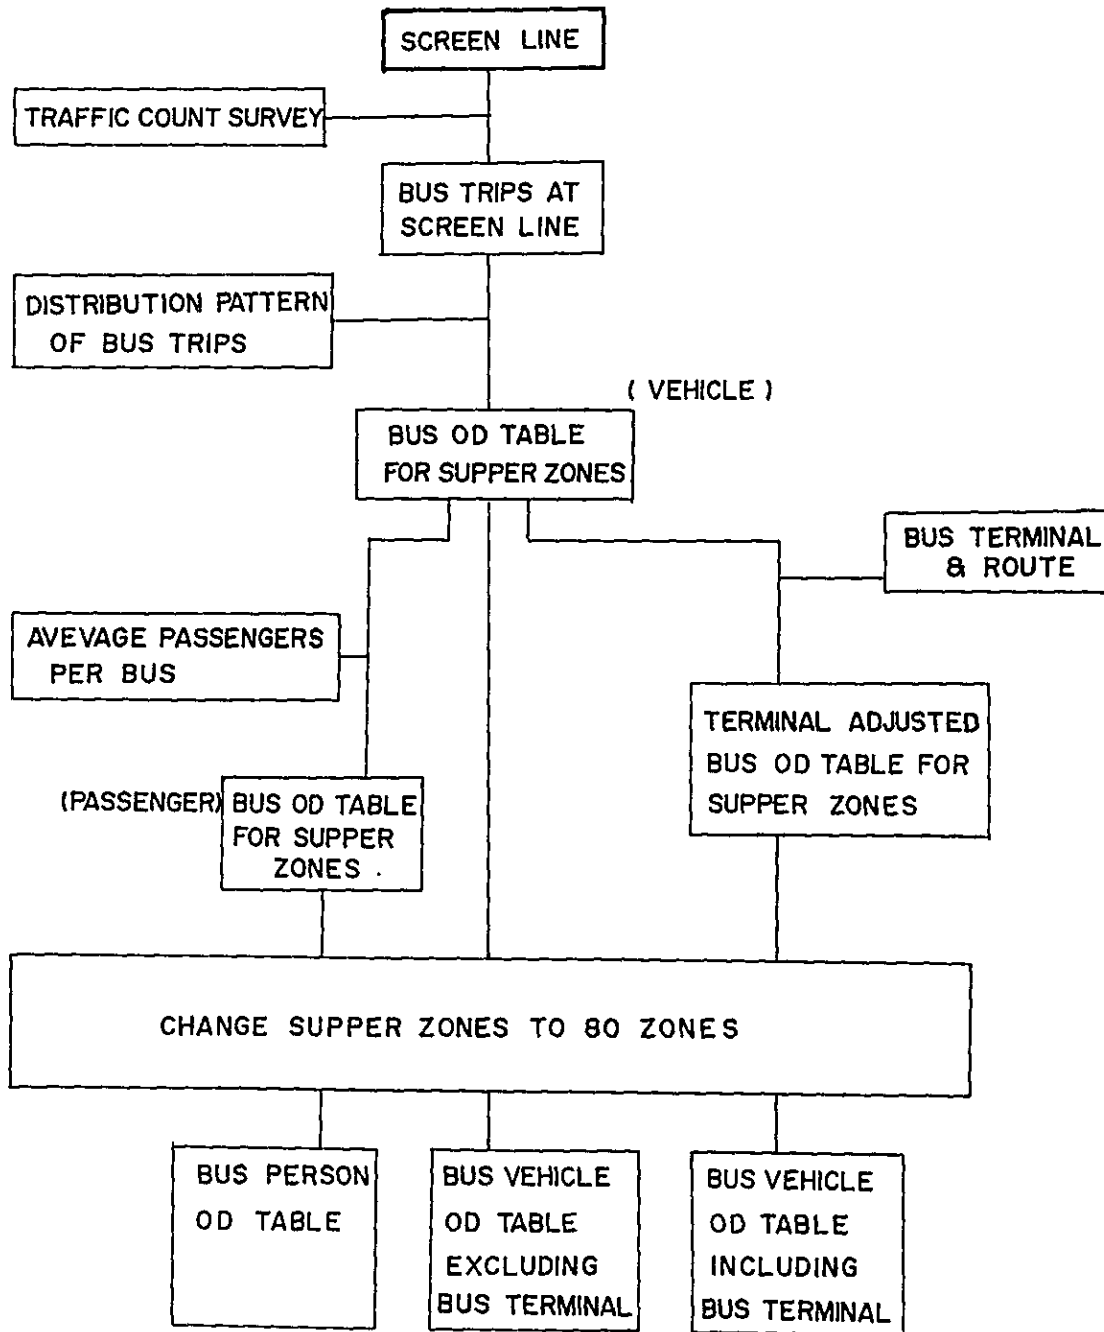 SCREEN LINE
TRAFFIC COUNT SURVEY
BUS TRIPS AT
SCREEN LINE
DISTRIBUTION PATTERN
OF BUS TRIPS
( VEHICLE )
BUS OD TABLE
FOR SUPPER ZONES
BUS TERMINAL
& ROUTE
AVEVAGE PASSENGERS
PER BUS
TERMINAL ADJUSTED
BUS OD TABLE FOR
SUPPER ZONES
(PASSENGER)
BUS OD TABLE
FOR SUPPER
ZONES .
CHANGE SUPPER ZONES TO 80 ZONES
BUS PERSON
OD TABLE
BUS VEHICLE
OD TABLE
EXCLUDING
BUS TERMINAL
BUS VEHICLE
OD TABLE
INCLUDING
BUS TERMINAL